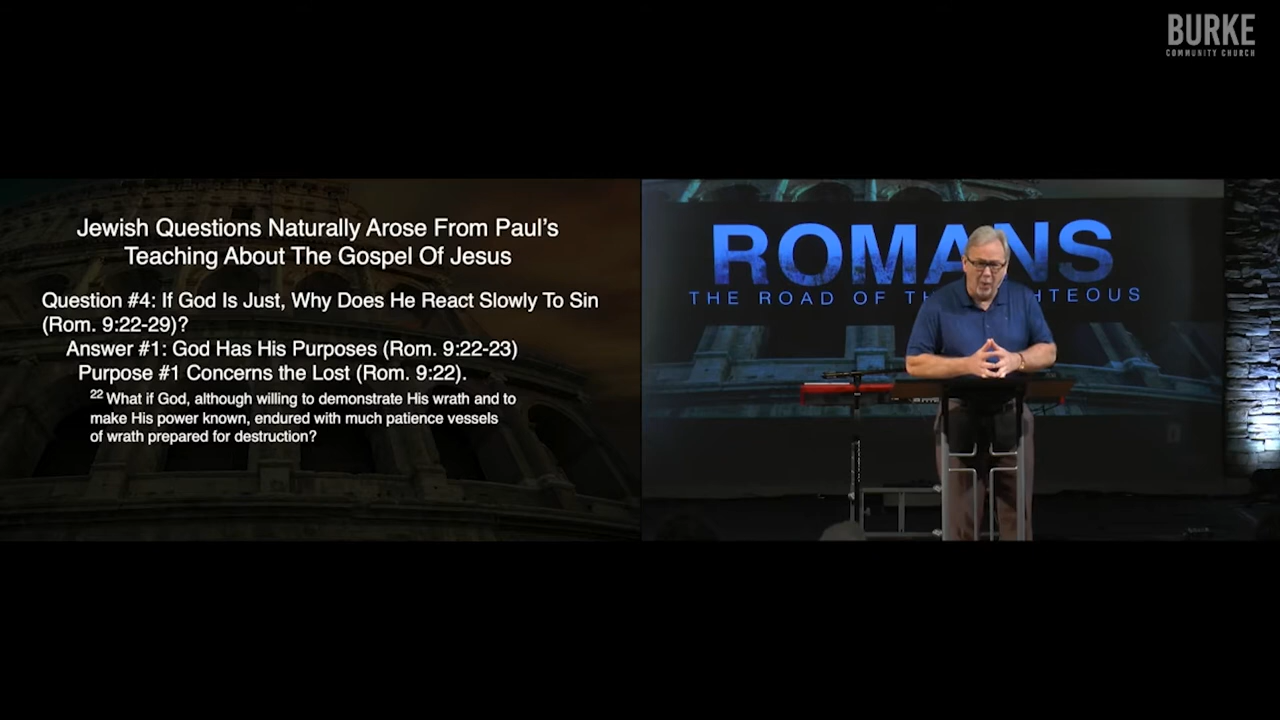 BURKE
COMMUNITY CHURCH
Jewish Questions Naturally Arose From Paul's
Teaching About The Gospel Of Jesus
Question #4: If God Is Just, Why Does He React Slowly To Sin
(Rom. 9:22-29)?
Answer #1: God Has His Purposes (Rom. 9:22-23)
Purpose #1 Concerns the Lost (Rom. 9:22).
22 What if God, although willing to demonstrate His wrath and to
make His power known, endured with much patience vessels
of wrath prepared for destruction?
ROMANS
THE ROAD OF